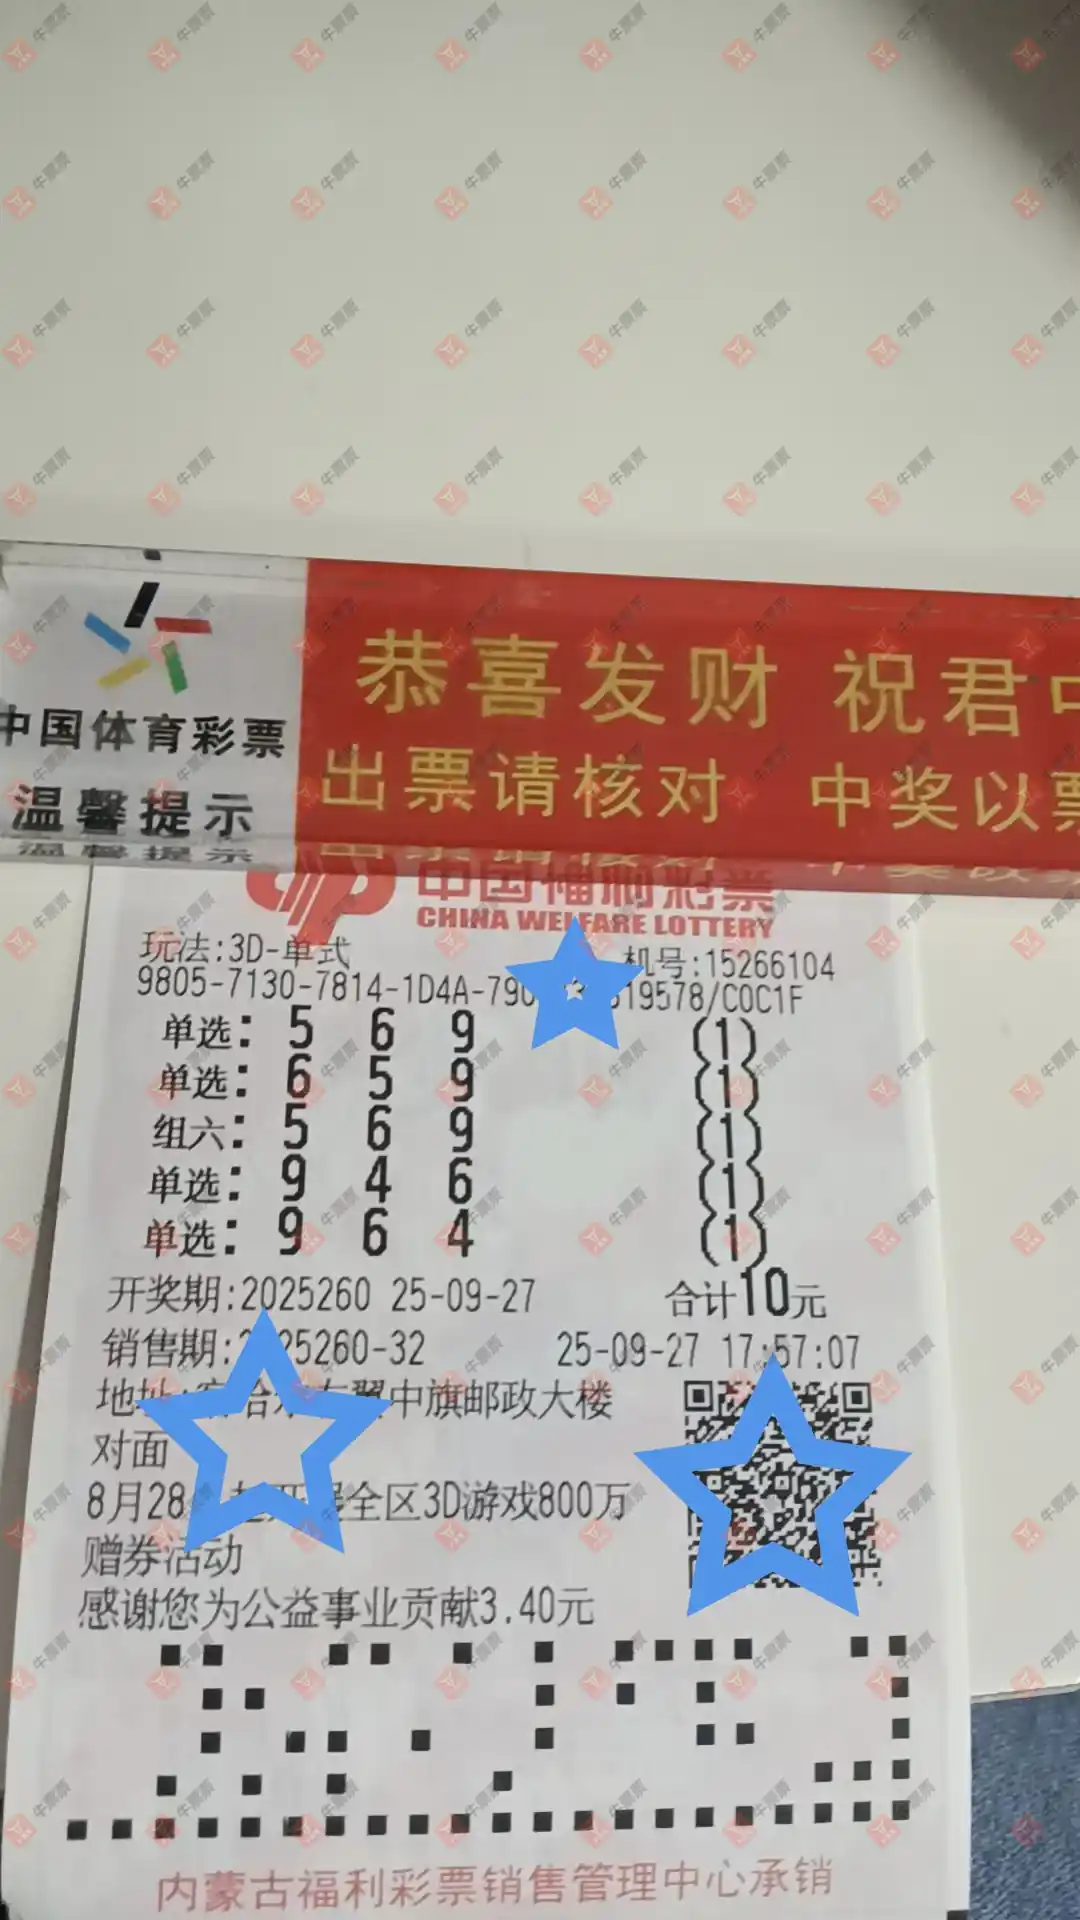 中国体育彩票
温馨提示
恭喜发财 祝君中
出票请核对 中奖以票
中国福利彩票
CHINA WELFARE LOTTERY
玩法:3D-单式 机号:15266104
9805-7130-7814-1D4A-790 19578/C0C1F
单选: 5 6 9 (1)
单选: 6 5 9 (1)
组六: 5 6 9 (1)
单选: 9 4 6 (1)
单选: 9 6 4 (1)
开奖期:2025260 25-09-27 合计10元
销售期:2025260-32 25-09-27 17:57:07
地址: 右翼中旗邮政大楼
对面
8月28 全区3D游戏800万
赠券活动
感谢您为公益事业贡献3.40元
内蒙古福利彩票销售管理中心承销
牛票票